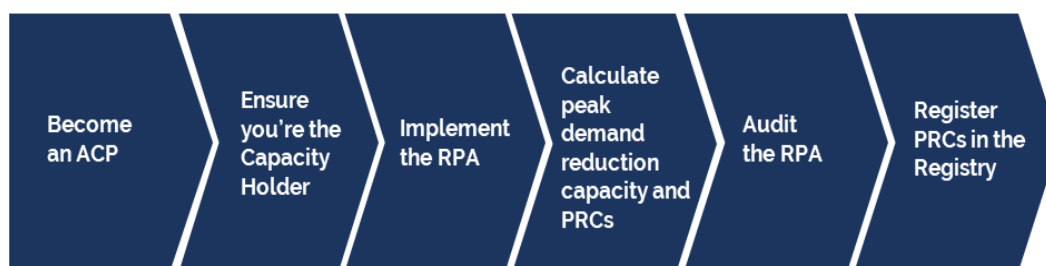 Become
an ACP
Ensure
you're the
Capacity
Holder
Implement
the RPA
Calculate
peak
demand
reduction
capacity and
PRCs
Audit
the RPA
Register
PRCs in the
Registry